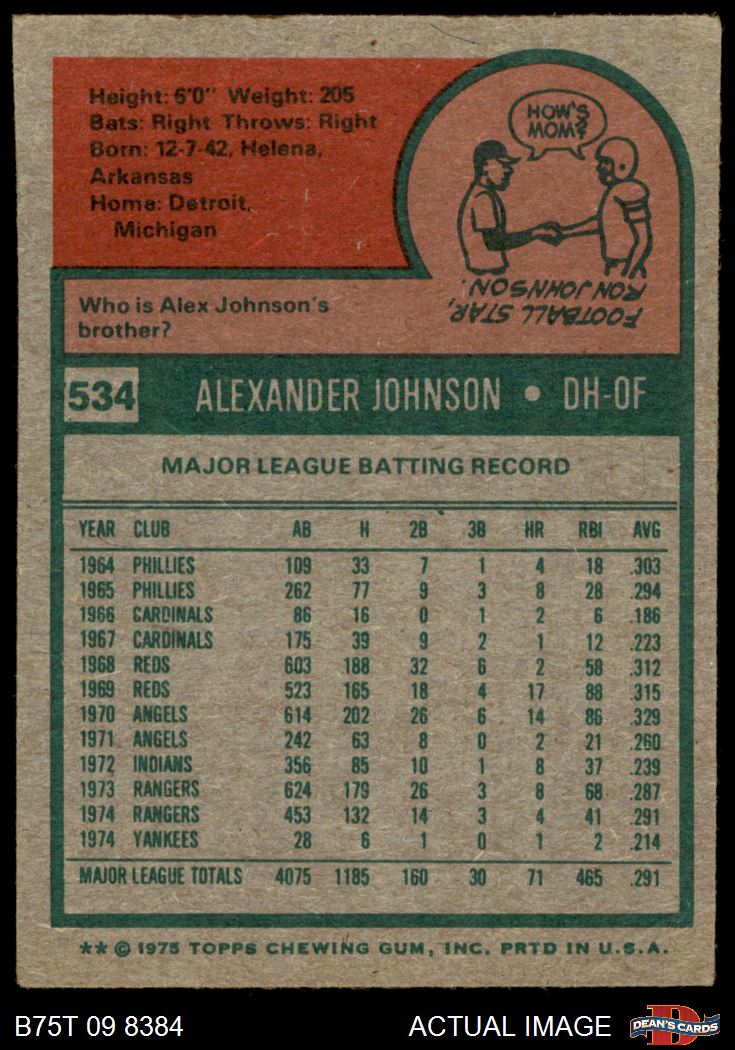 Height: 6'0" Weight: 205
Bats: Right Throws: Right
Born: 12-7-42, Helena,
Arkansas
Home: Detroit,
Michigan
HOW'S
MOM?
Who is Alex Johnson's
brother?
FOOTBALL STAR,
RON JOHNSON.
534 ALEXANDER JOHNSON • DH-OF
MAJOR LEAGUE BATTING RECORD
YEAR CLUB AB H 2B 3B HR RBI AVG
1964 PHILLIES 109 33 7 1 4 18 .303
1965 PHILLIES 262 77 9 3 8 28 .294
1966 CARDINALS 86 16 0 1 2 6 .186
1967 CARDINALS 175 39 9 2 1 12 .223
1968 REDS 603 188 32 6 2 58 .312
1969 REDS 523 165 18 4 17 88 .315
1970 ANGELS 614 202 26 6 14 86 .329
1971 ANGELS 242 63 8 0 2 21 .260
1972 INDIANS 356 85 10 1 8 37 .239
1973 RANGERS 624 179 26 3 8 68 .287
1974 RANGERS 453 132 14 3 4 41 .291
1974 YANKEES 28 6 1 0 1 2 .214
MAJOR LEAGUE TOTALS 4075 1185 160 30 71 465 .291
** © 1975 TOPPS CHEWING GUM, INC. PRTD IN U.S.A.
B75T 09 8384 ACTUAL IMAGE D DEAN'S CARDS